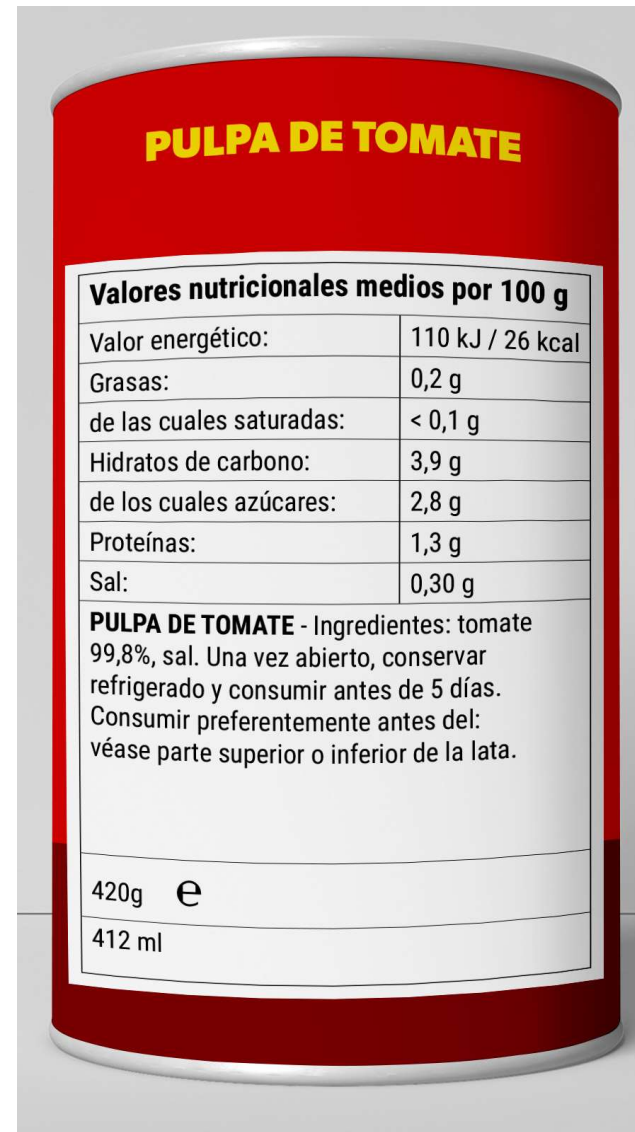 PULPA DE TOMATE
Valores nutricionales medios por 100 g
Valor energético: 110 kJ / 26 kcal
Grasas: 0,2 g
de las cuales saturadas: < 0,1 g
Hidratos de carbono: 3,9 g
de los cuales azúcares: 2,8 g
Proteínas: 1,3 g
Sal: 0,30 g
PULPA DE TOMATE - Ingredientes: tomate
99,8%, sal. Una vez abierto, conservar
refrigerado y consumir antes de 5 días.
Consumir preferentemente antes del:
véase parte superior o inferior de la lata.
420g e
412 ml